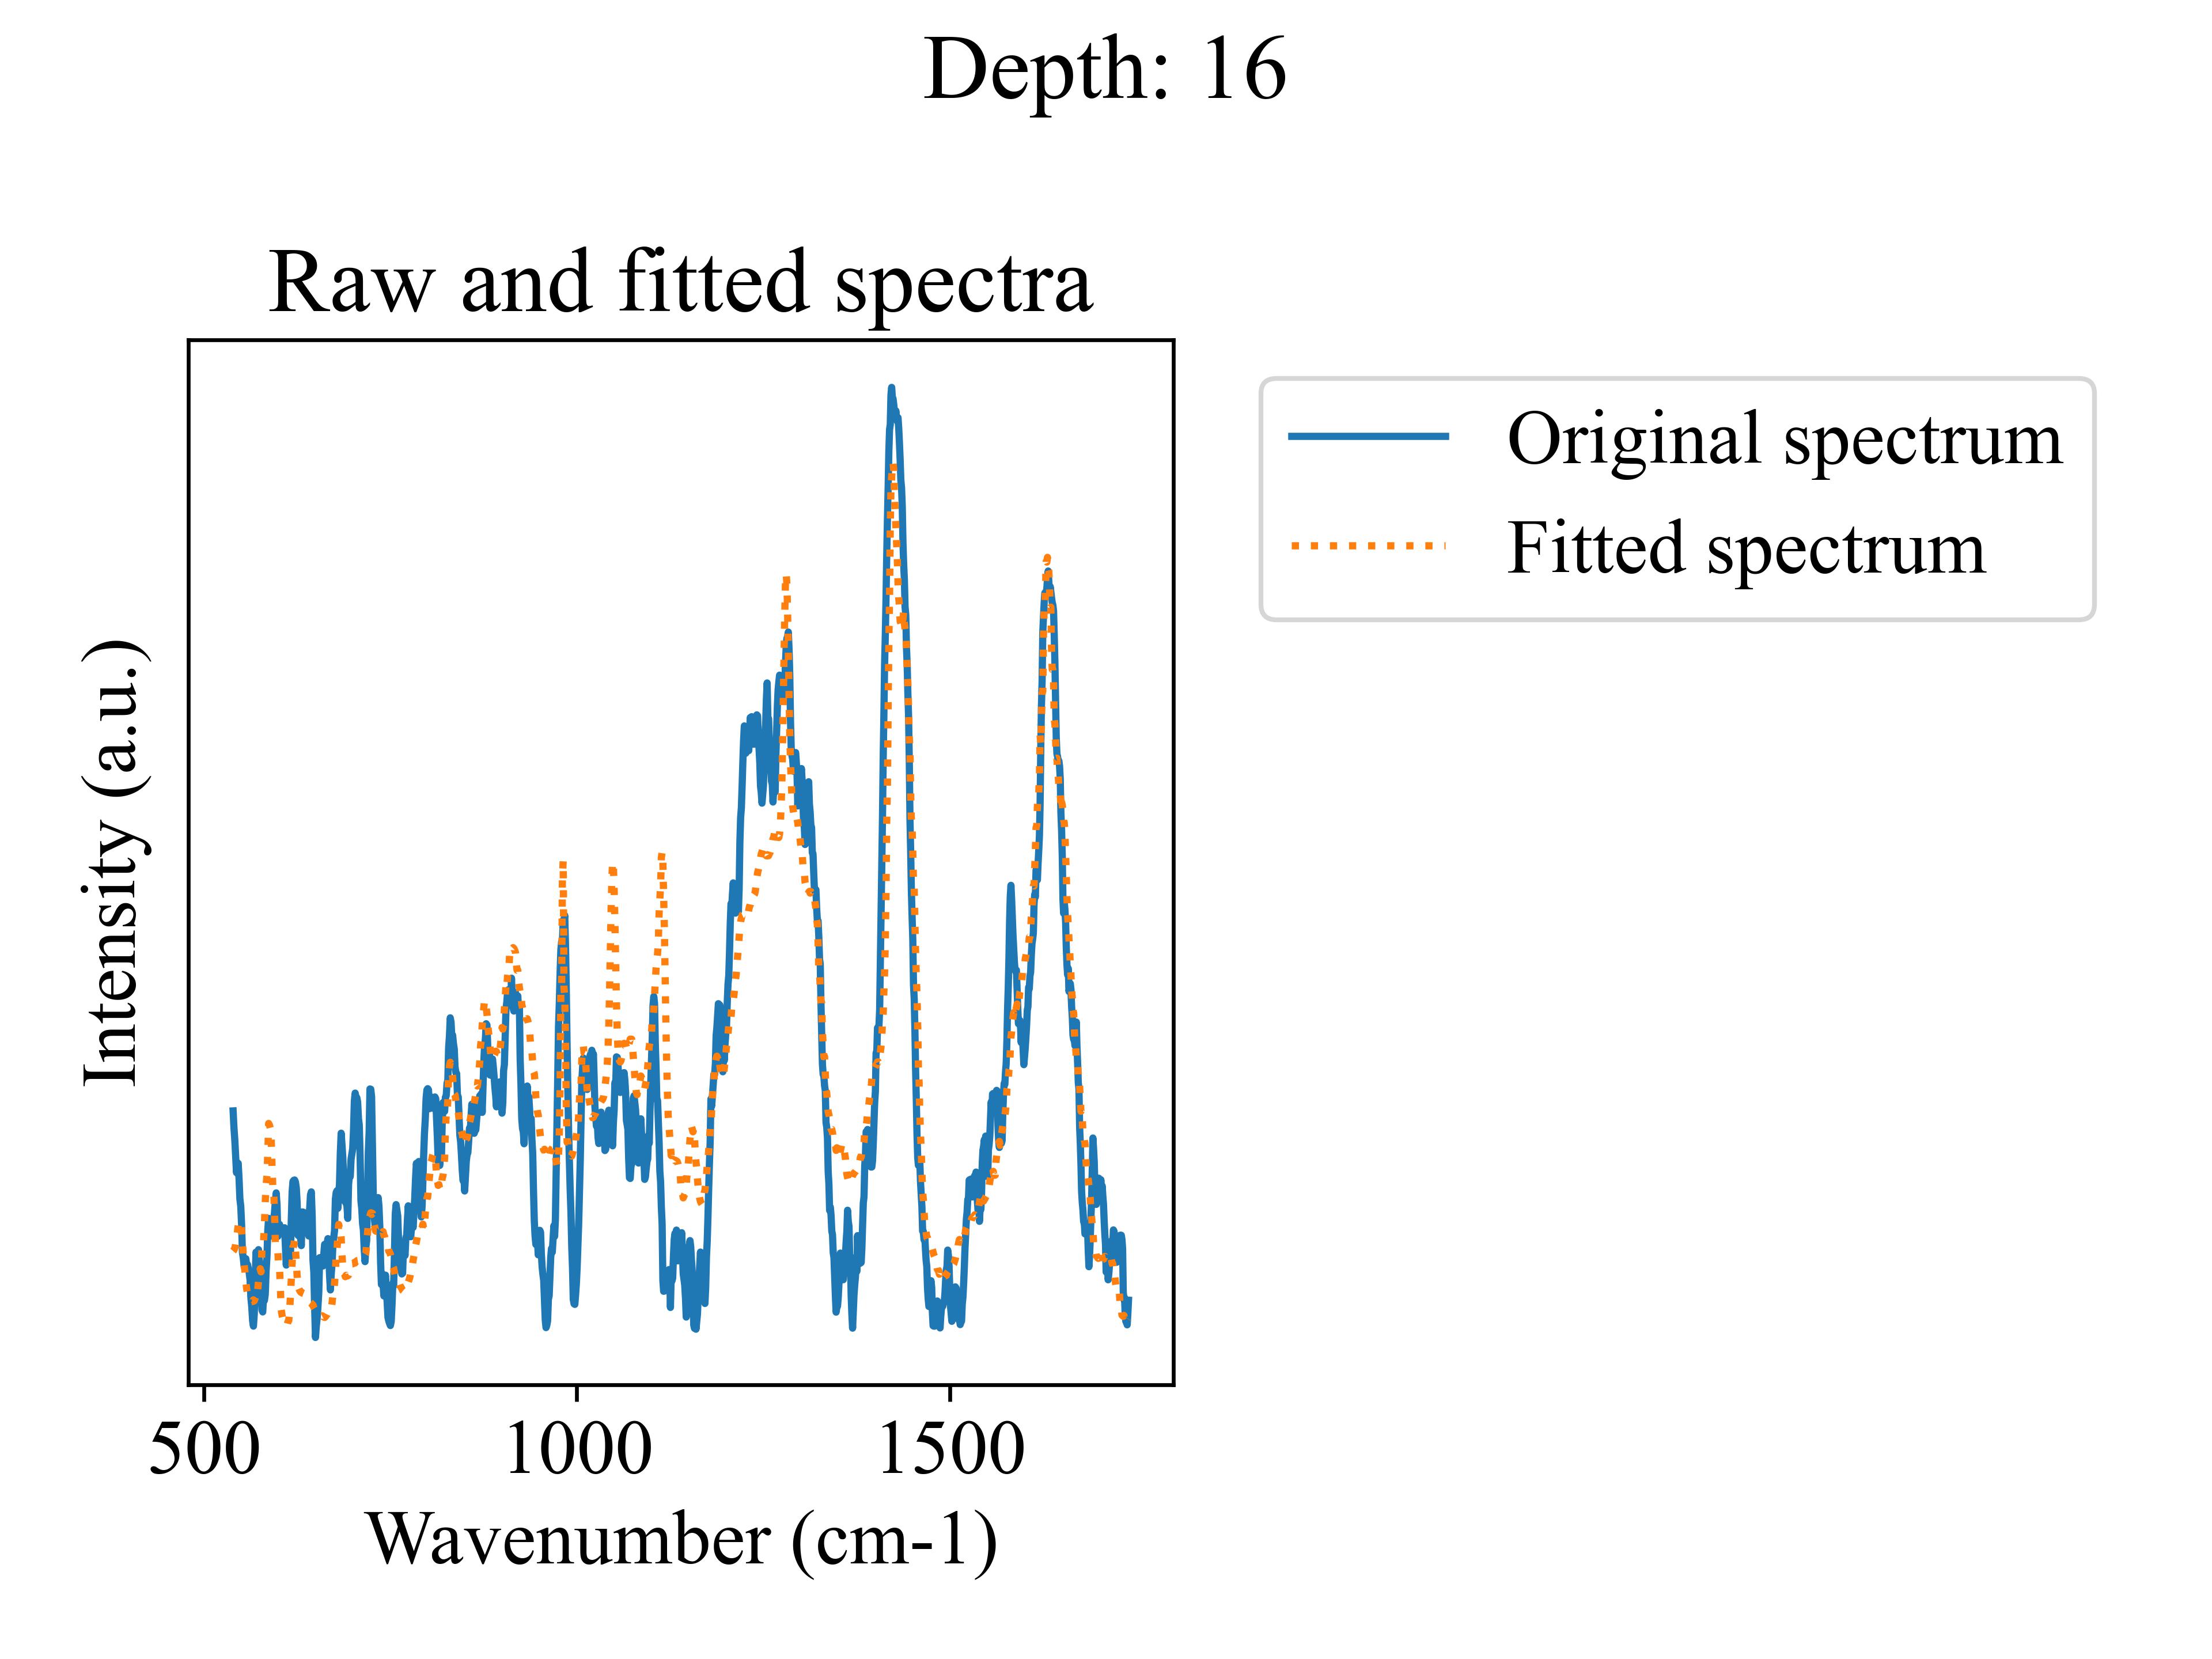 Depth: 16
Raw and fitted spectra
Original spectrum
Fitted spectrum
Intensity (a.u.)
500 1000 1500
Wavenumber (cm-1)